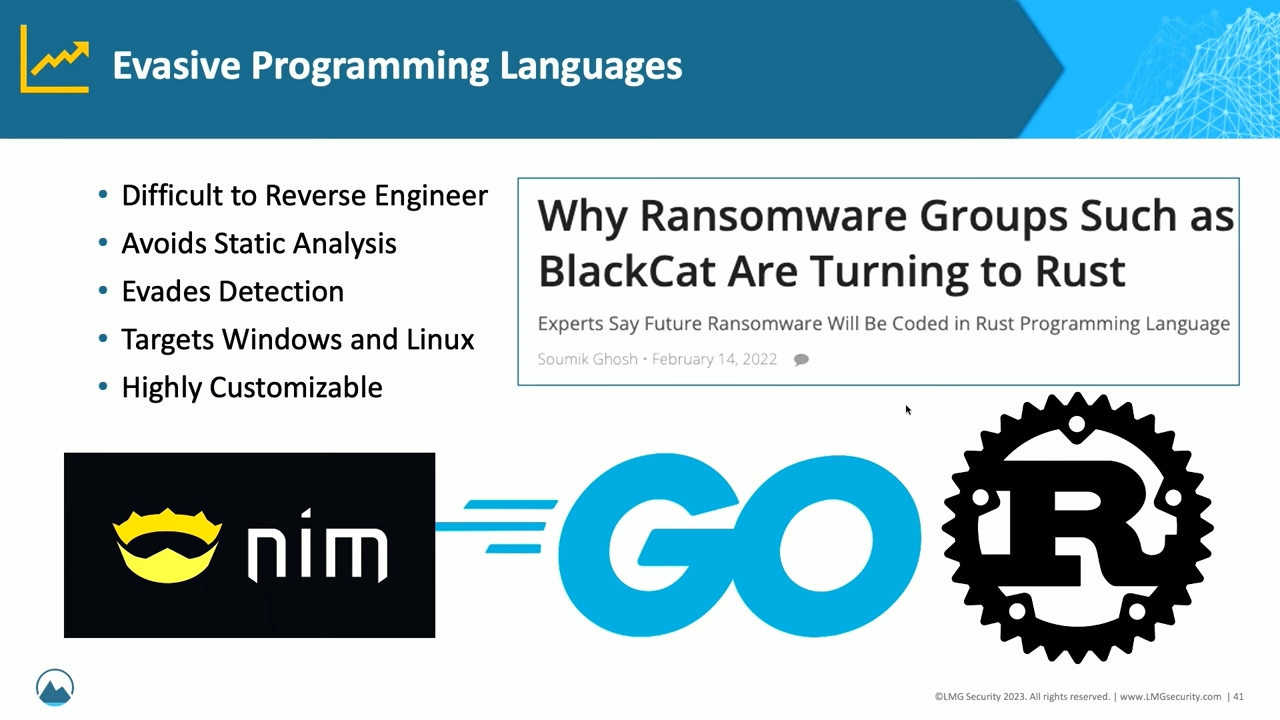 Evasive Programming Languages
• Difficult to Reverse Engineer
• Avoids Static Analysis
• Evades Detection
• Targets Windows and Linux
• Highly Customizable
Why Ransomware Groups Such as
BlackCat Are Turning to Rust
Experts Say Future Ransomware Will Be Coded in Rust Programming Language
Soumik Ghosh • February 14, 2022
nim
GO
R
©LMG Security 2023. All rights reserved. | www.LMGsecurity.com | 41